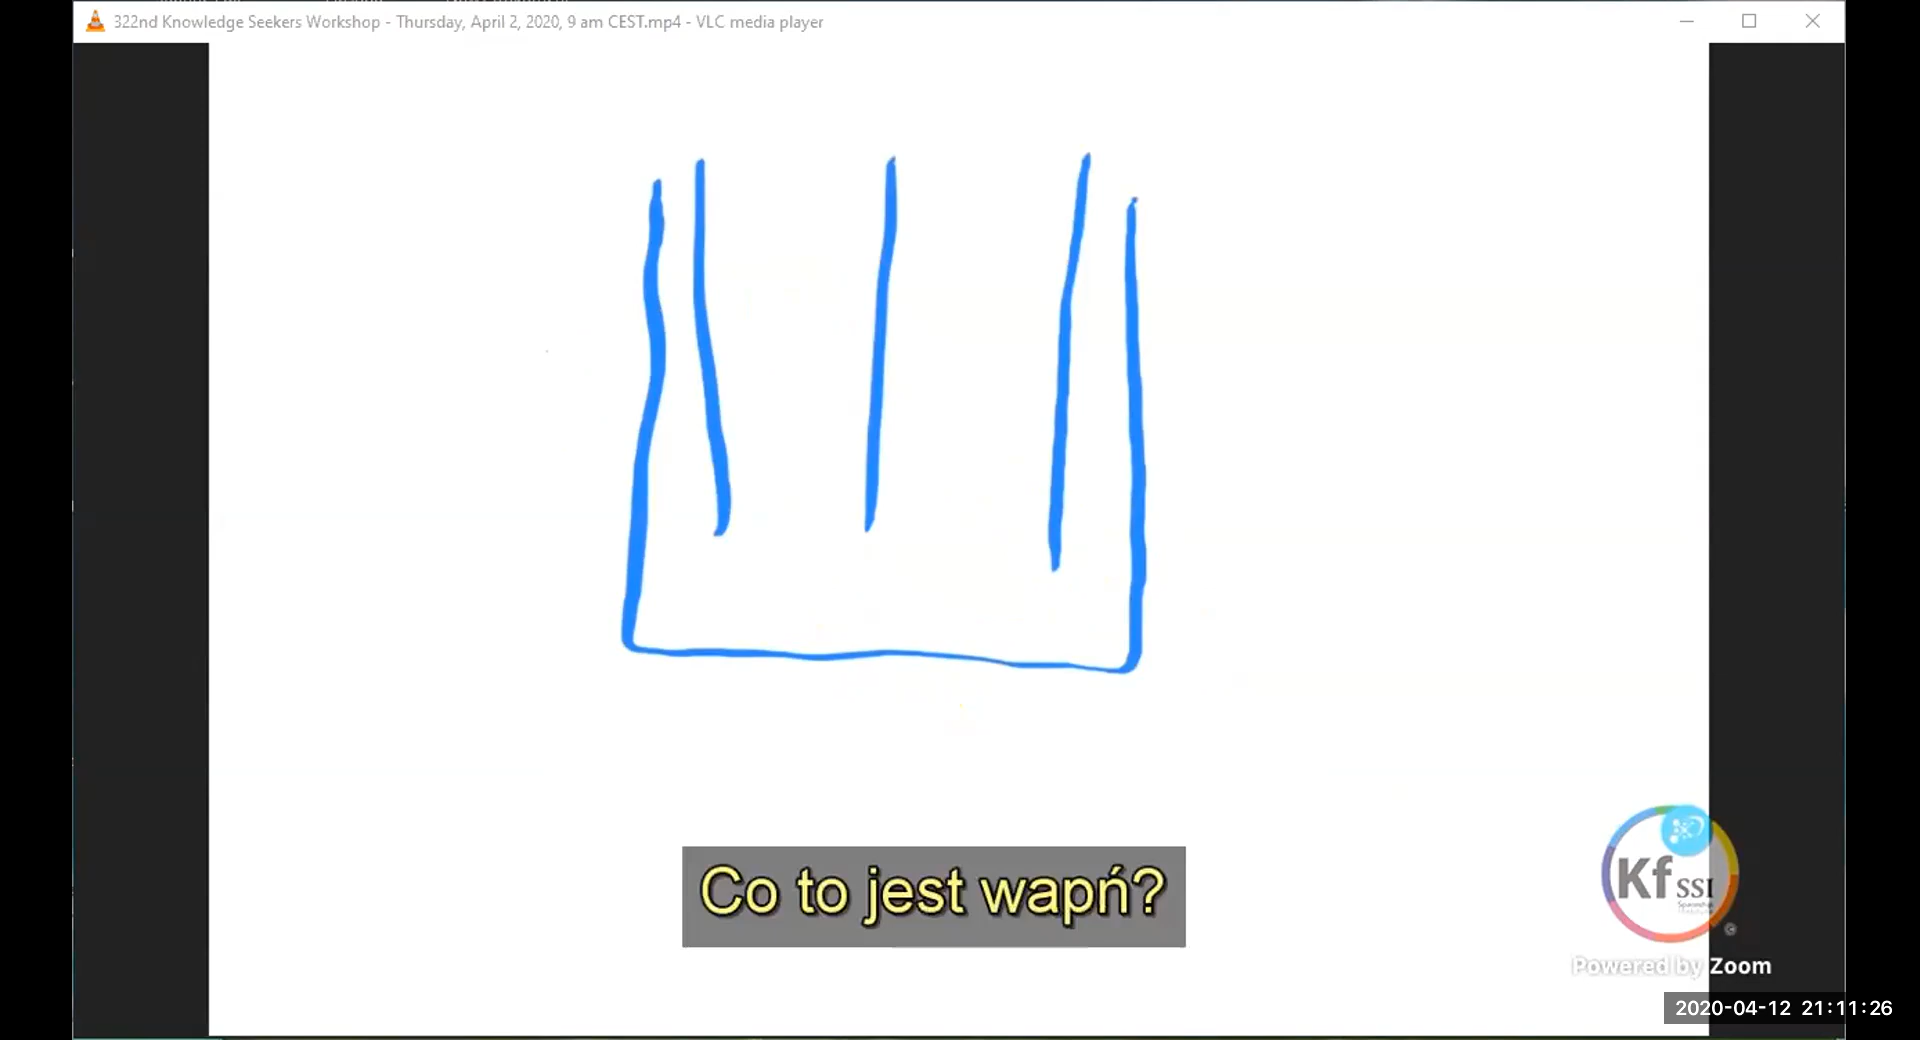 322nd Knowledge Seekers Workshop - Thursday, April 2, 2020, 9 am CEST.mp4 - VLC media player
Co to jest wapń?
Kf SSI
Powered by Zoom
2020-04-12 21:11:26